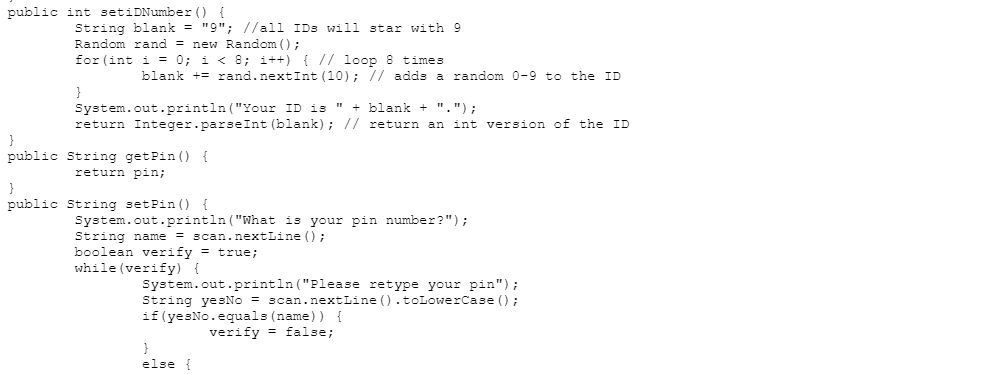 public int setiDNumber() {
String blank = "9"; //all IDs will star with 9
Random rand = new Random();
for(int i = 0; i < 8; i++) { // loop 8 times
blank += rand.nextInt(10); // adds a random 0-9 to the ID
}
System.out.println("Your ID is " + blank + ".");
return Integer.parseInt(blank); // return an int version of the ID
}
public String getPin() {
return pin;
}
public String setPin() {
System.out.println("What is your pin number?");
String name = scan.nextLine();
boolean verify = true;
while(verify) {
System.out.println("Please retype your pin");
String yesNo = scan.nextLine().toLowerCase();
if(yesNo.equals(name)) {
verify = false;
}
else {